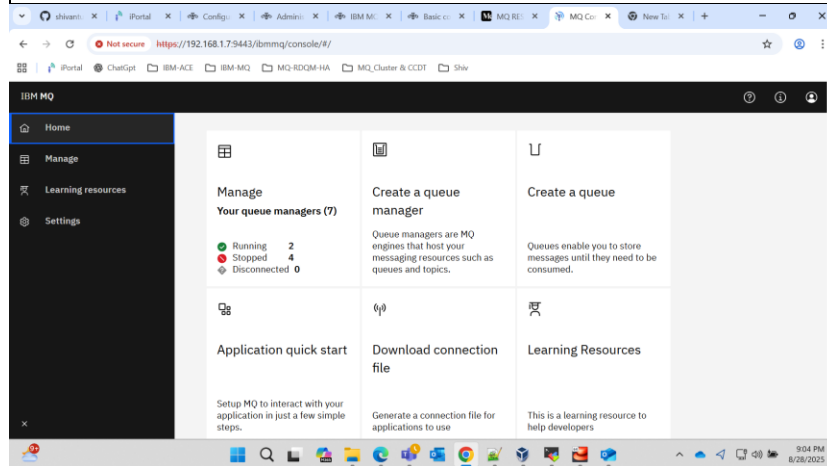 shivant
iPortal
Configu
Adminis
IBM MC
Basic co
MQ RES
MQ Con
New Tal
Not secure
https://192.168.1.7:9443/ibmmq/console/#/
iPortal
ChatGpt
IBM-ACE
IBM-MQ
MQ-RDQM-HA
MQ_Cluster & CCDT
Shiv
IBM MQ
Home
Manage
Learning resources
Settings
Manage
Your queue managers (7)
Running 2
Stopped 4
Disconnected 0
Create a queue
manager
Queue managers are MQ
engines that host your
messaging resources such as
queues and topics.
Create a queue
Queues enable you to store
messages until they need to be
consumed.
Application quick start
Setup MQ to interact with your
application in just a few simple
steps.
Download connection
file
Generate a connection file for
applications to use
Learning Resources
This is a learning resource to
help developers
9:04 PM
8/28/2025